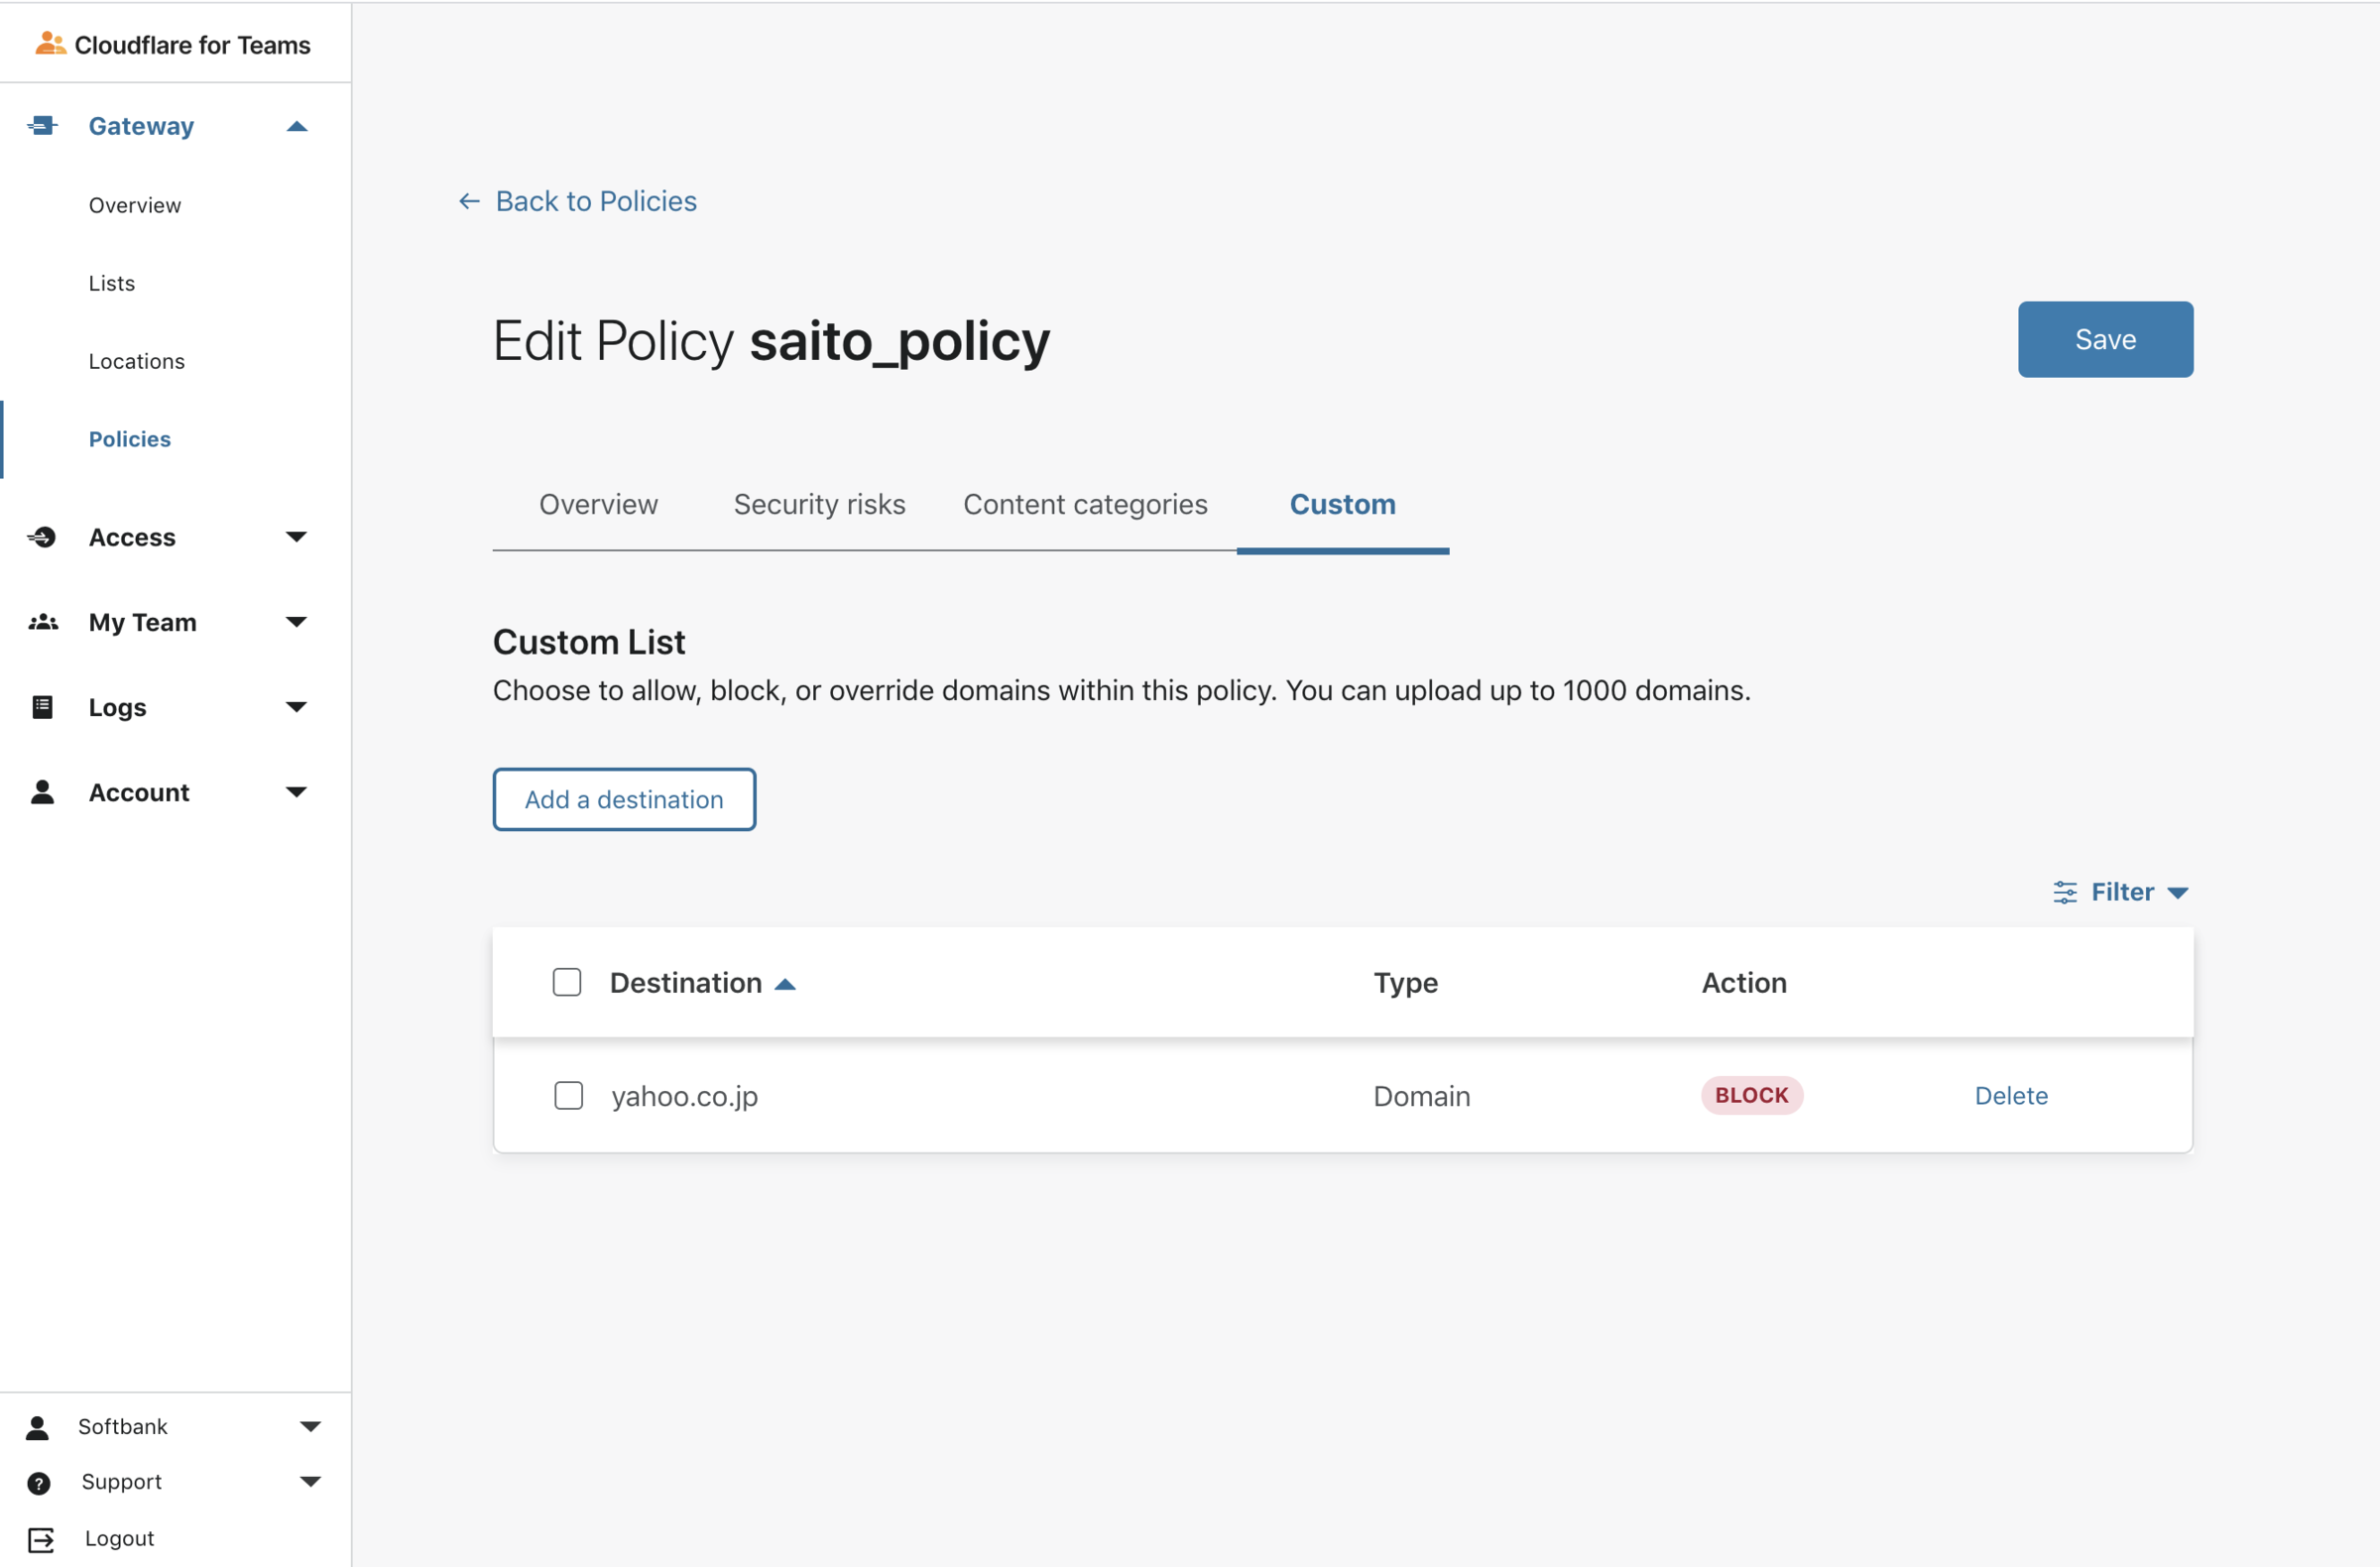 Cloudflare for Teams
Gateway
Overview
Lists
Locations
Policies
Access
My Team
Logs
Account
Softbank
Support
Logout
Back to Policies
Edit Policy saito_policy
Save
Overview Security risks Content categories Custom
Custom List
Choose to allow, block, or override domains within this policy. You can upload up to 1000 domains.
Add a destination
Filter
Destination Type Action
yahoo.co.jp Domain BLOCK Delete